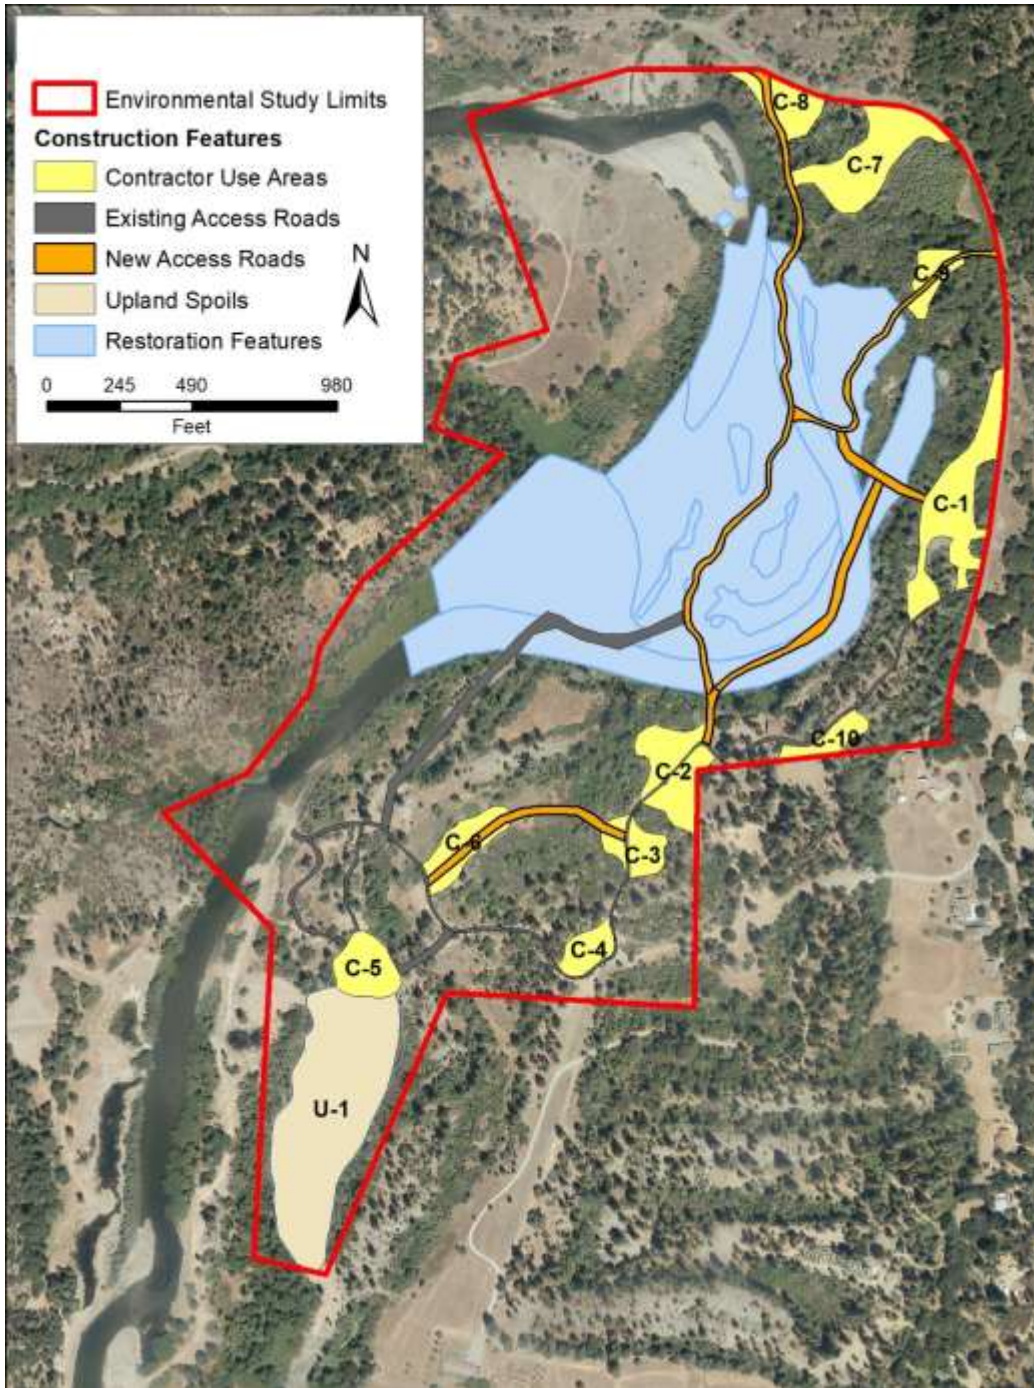 Environmental Study Limits
Construction Features
Contractor Use Areas
Existing Access Roads
New Access Roads
Upland Spoils
Restoration Features
N
0 245 490 980
Feet
C-8
C-7
C-9
C-1
C-10
C-2
C-6
C-3
C-4
C-5
U-1